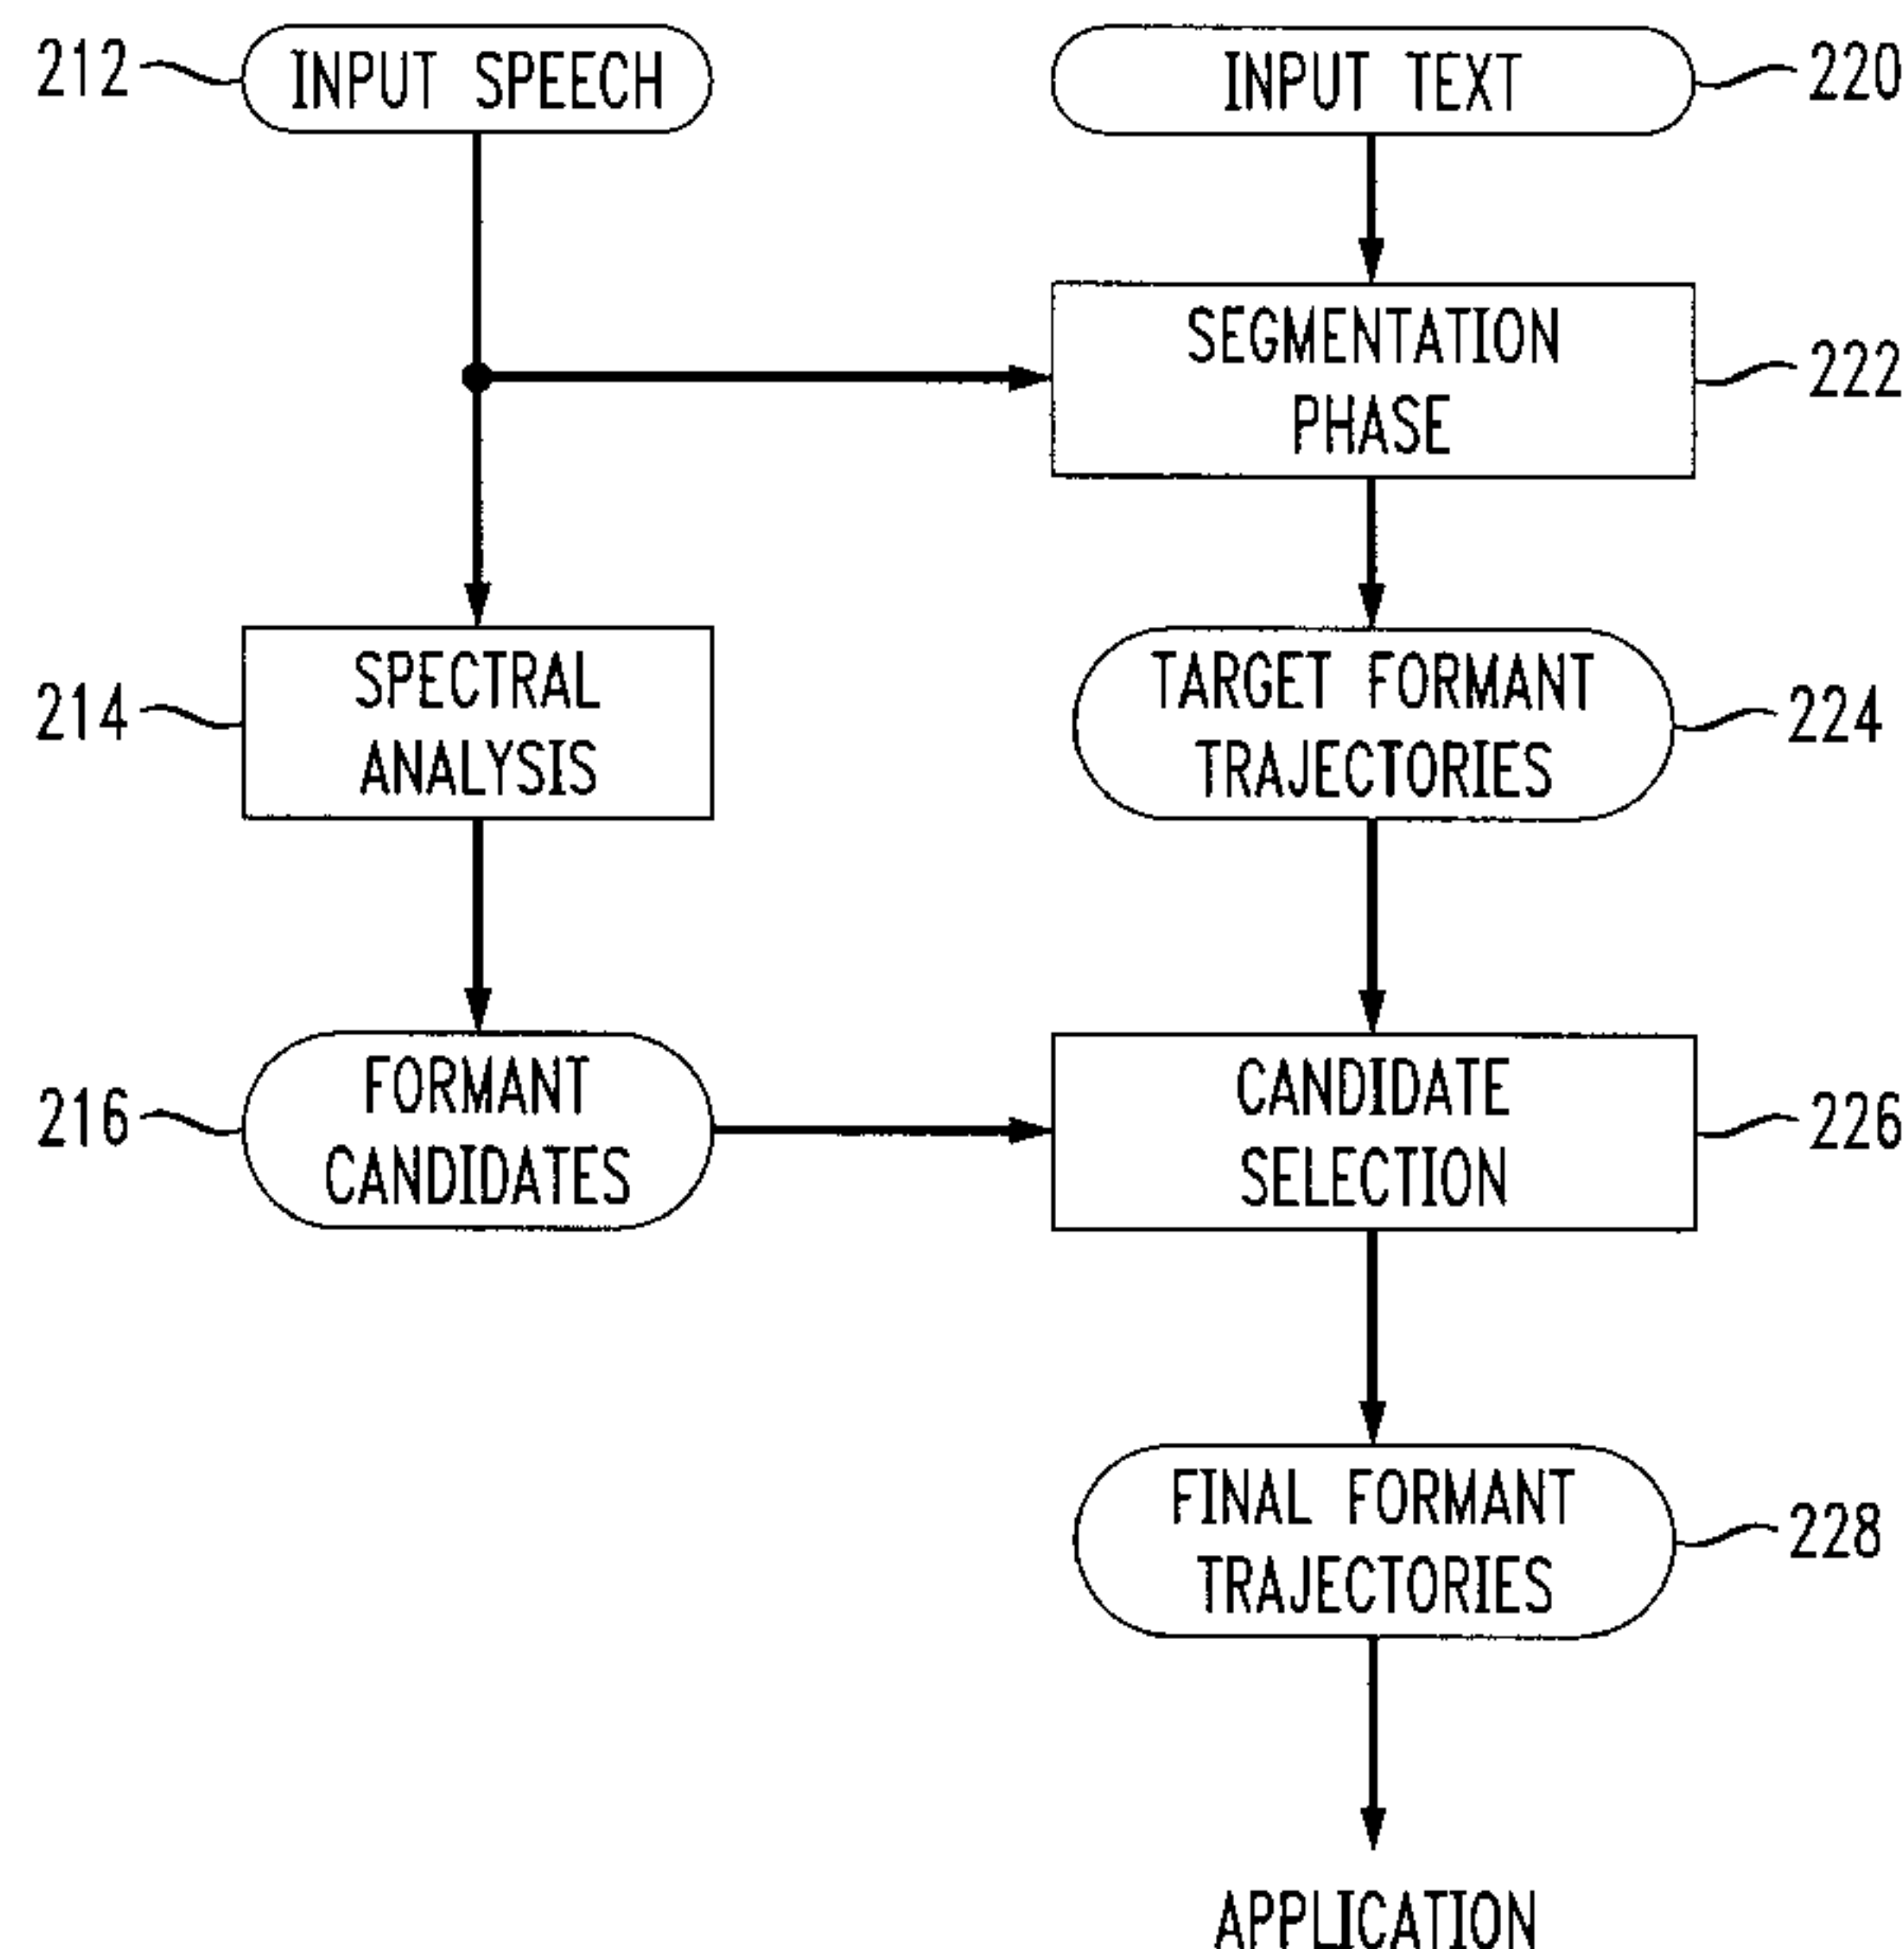 212
INPUT SPEECH
INPUT TEXT
220
SEGMENTATION
PHASE
222
214
SPECTRAL
ANALYSIS
TARGET FORMANT
TRAJECTORIES
224
216
FORMANT
CANDIDATES
CANDIDATE
SELECTION
226
FINAL FORMANT
TRAJECTORIES
228
APPLICATION